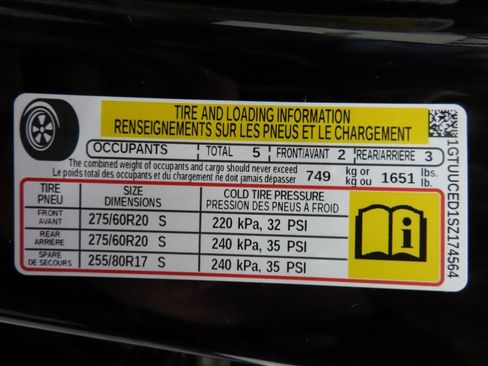 TIRE AND LOADING INFORMATION
RENSEIGNEMENTS SUR LES PNEUS ET LE CHARGEMENT
OCCUPANTS TOTAL 5 FRONT/AVANT 2 REAR/ARRIERE 3
The combined weight of occupants and cargo should never exceed 749 kg or 1651 lbs.
Le poids total des occupants et du chargement ne doit jamais dépasser kg ou lb.
TIRE SIZE COLD TIRE PRESSURE
PNEU DIMENSIONS PRESSION DES PNEUS A FROID
FRONT
AVANT 275/60R20 S 220 kPa, 32 PSI
REAR
ARRIERE 275/60R20 S 240 kPa, 35 PSI
SPARE
DE SECOURS 255/80R17 S 240 kPa, 35 PSI
1GTUUCED1SZ174564